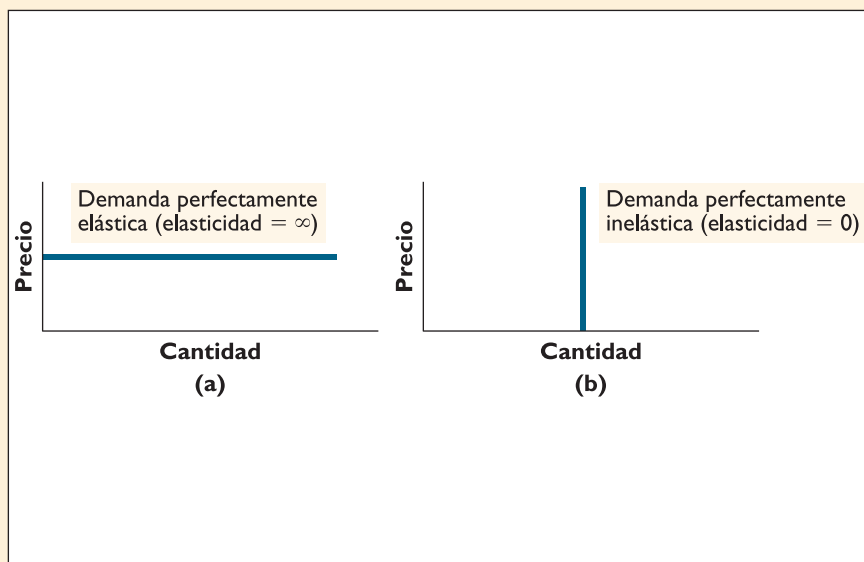 Demanda perfectamente
elástica (elasticidad = ∞)
Precio
Cantidad
(a)
Demanda perfectamente
inelástica (elasticidad = 0)
Precio
Cantidad
(b)